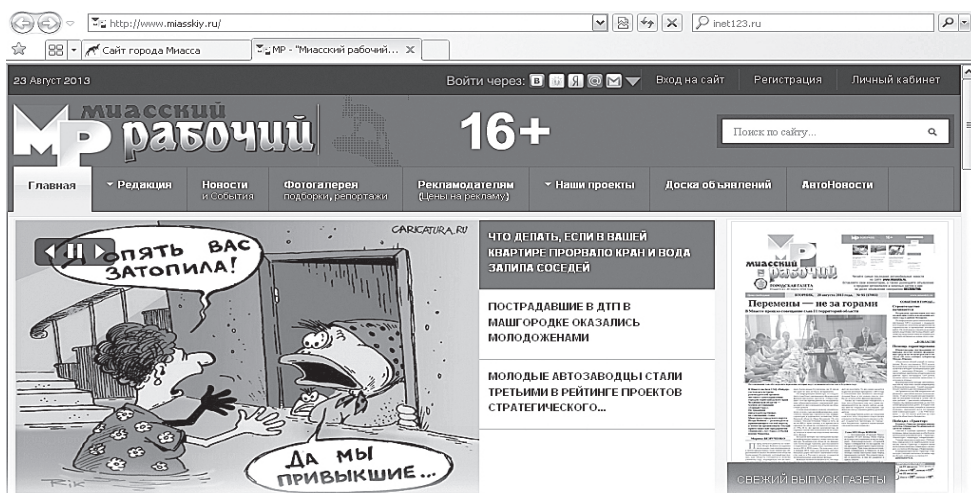 http://www.miasskiy.ru/
inet123.ru
Сайт города Миасса
МР - "Миасский рабочий...
23 Август 2013
Войти через:
Вход на сайт
Регистрация
Личный кабинет
МР миасский
рабочий
16+
Поиск по сайту...
Главная
Редакция
Новости
и События
Фотогалерея
подборки, репортажи
Рекламодателям
(Цены на рекламу)
Наши проекты
Доска объявлений
АвтоНовости
CARICATURA.RU
ОПЯТЬ ВАС
ЗАТОПИЛА!
ДА МЫ
ПРИВЫКШИЕ...
Rik
ЧТО ДЕЛАТЬ, ЕСЛИ В ВАШЕЙ
КВАРТИРЕ ПРОРВАЛО КРАН И ВОДА
ЗАЛИЛА СОСЕДЕЙ
ПОСТРАДАВШИЕ В ДТП В
МАШГОРОДКЕ ОКАЗАЛИСЬ
МОЛОДОЖЕНАМИ
МОЛОДЫЕ АВТОЗАВОДЦЫ СТАЛИ
ТРЕТЬИМИ В РЕЙТИНГЕ ПРОЕКТОВ
СТРАТЕГИЧЕСКОГО...
миасский
рабочий
ГОРОДСКАЯ ГАЗЕТА
Перемены — не за горами
СВЕЖИЙ ВЫПУСК ГАЗЕТЫ